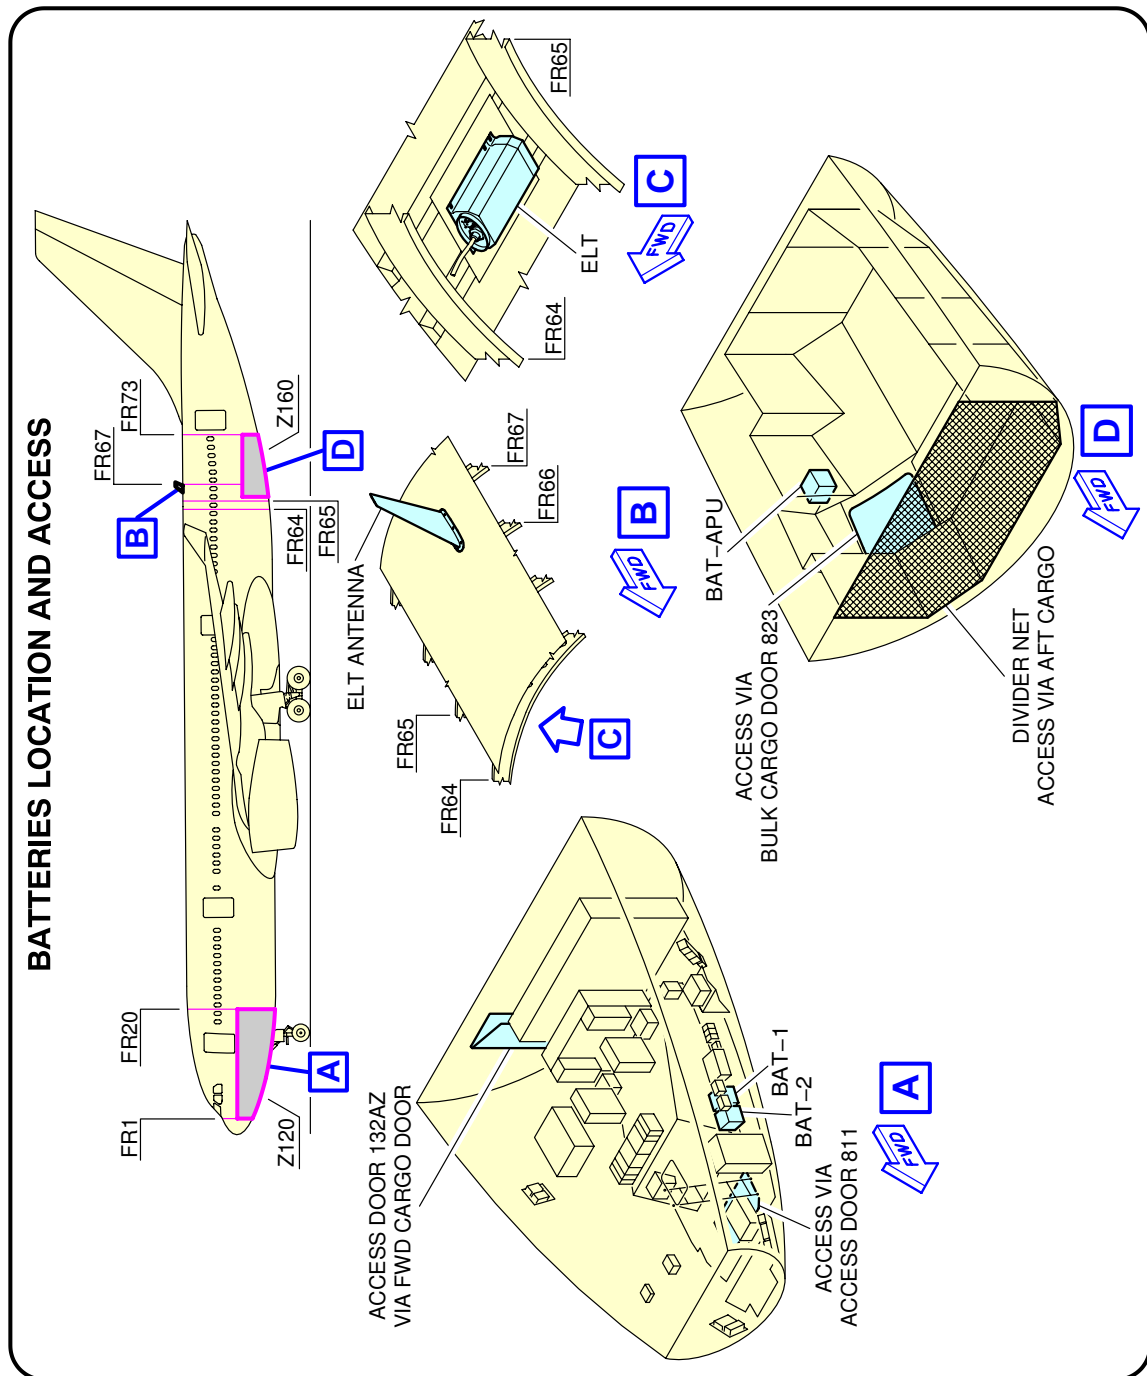 BATTERIES LOCATION AND ACCESS
FR1
FR20
FR67
FR73
B
Z120
A
FR64
FR65
D
Z160
ACCESS DOOR 132AZ
VIA FWD CARGO DOOR
FR64
FR65
ELT ANTENNA
C
FR66
FR67
FWD
B
FR64
ELT
FR65
FWD
C
ACCESS VIA
ACCESS DOOR 811
BAT-2
BAT-1
FWD
A
ACCESS VIA
BULK CARGO DOOR 823
BAT-APU
DIVIDER NET
ACCESS VIA AFT CARGO
FWD
D